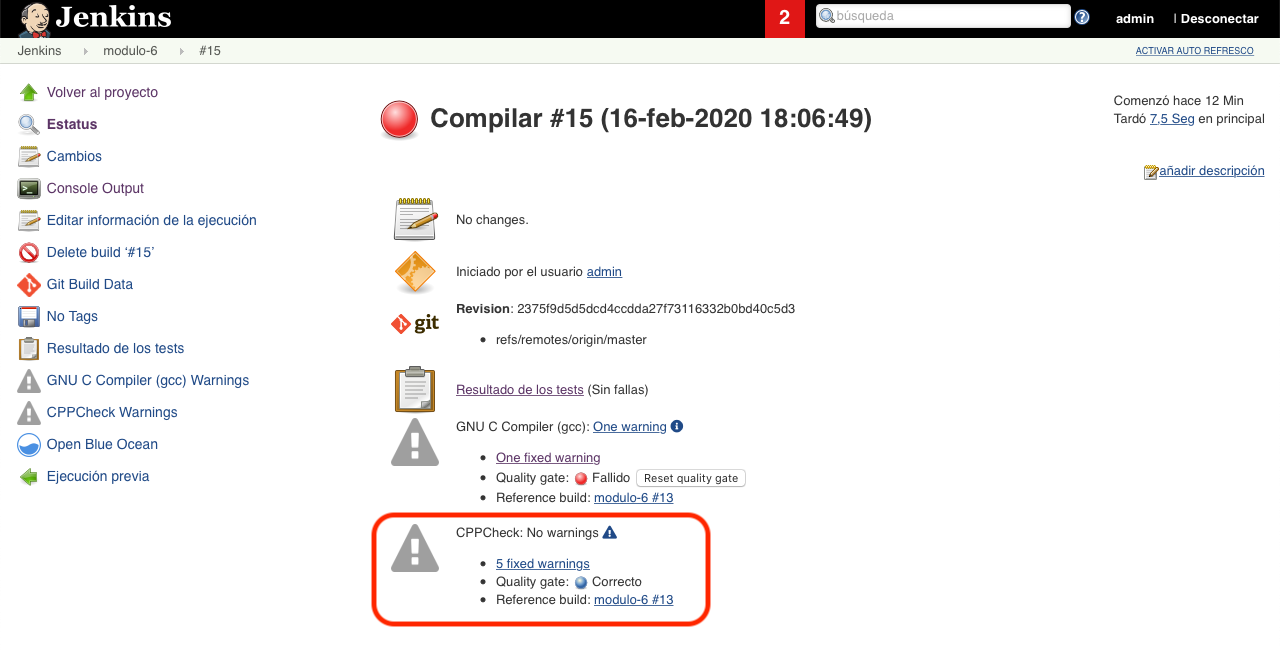 Jenkins
2
búsqueda
admin
| Desconectar
Jenkins
modulo-6
#15
ACTIVAR AUTO REFRESCO
Volver al proyecto
Estatus
Cambios
Console Output
Editar información de la ejecución
Delete build ‘#15’
Git Build Data
No Tags
Resultado de los tests
GNU C Compiler (gcc) Warnings
CPPCheck Warnings
Open Blue Ocean
Ejecución previa
Compilar #15 (16-feb-2020 18:06:49)
Comenzó hace 12 Min
Tardó 7,5 Seg en principal
añadir descripción
No changes.
Iniciado por el usuario admin
git
Revision: 2375f9d5d5dcd4ccdda27f73116332b0bd40c5d3
refs/remotes/origin/master
Resultado de los tests (Sin fallas)
GNU C Compiler (gcc): One warning
One fixed warning
Quality gate: Fallido Reset quality gate
Reference build: modulo-6 #13
CPPCheck: No warnings
5 fixed warnings
Quality gate: Correcto
Reference build: modulo-6 #13